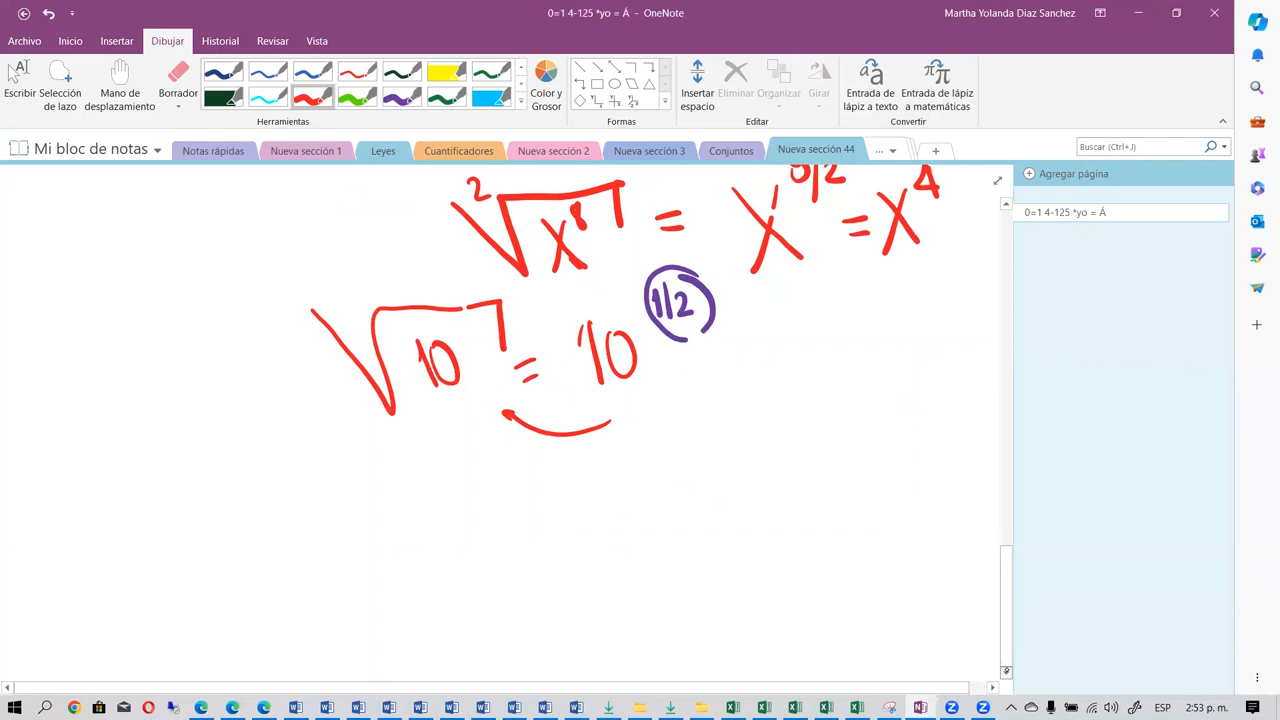 0=1 4-125 *yo = Á - OneNote
Martha Yolanda Diaz Sanchez
Archivo Inicio Insertar Dibujar Historial Revisar Vista
Escribir Selección de lazo Mano de desplazamiento Borrador Color y Grosor Insertar espacio Eliminar Organizar Girar Entrada de lápiz a texto Entrada de lápiz a matemáticas
Herramientas Formas Editar Convertir
Mi bloc de notas Notas rápidas Nueva sección 1 Leyes Cuantificadores Nueva sección 2 Nueva sección 3 Conjuntos Nueva sección 44 ... + Buscar (Ctrl+J)
Agregar página
0=1 4-125 *yo = Á
²√x⁸ = x^8/2 = x⁴
√10 = 10^1/2
ESP 2:53 p. m.